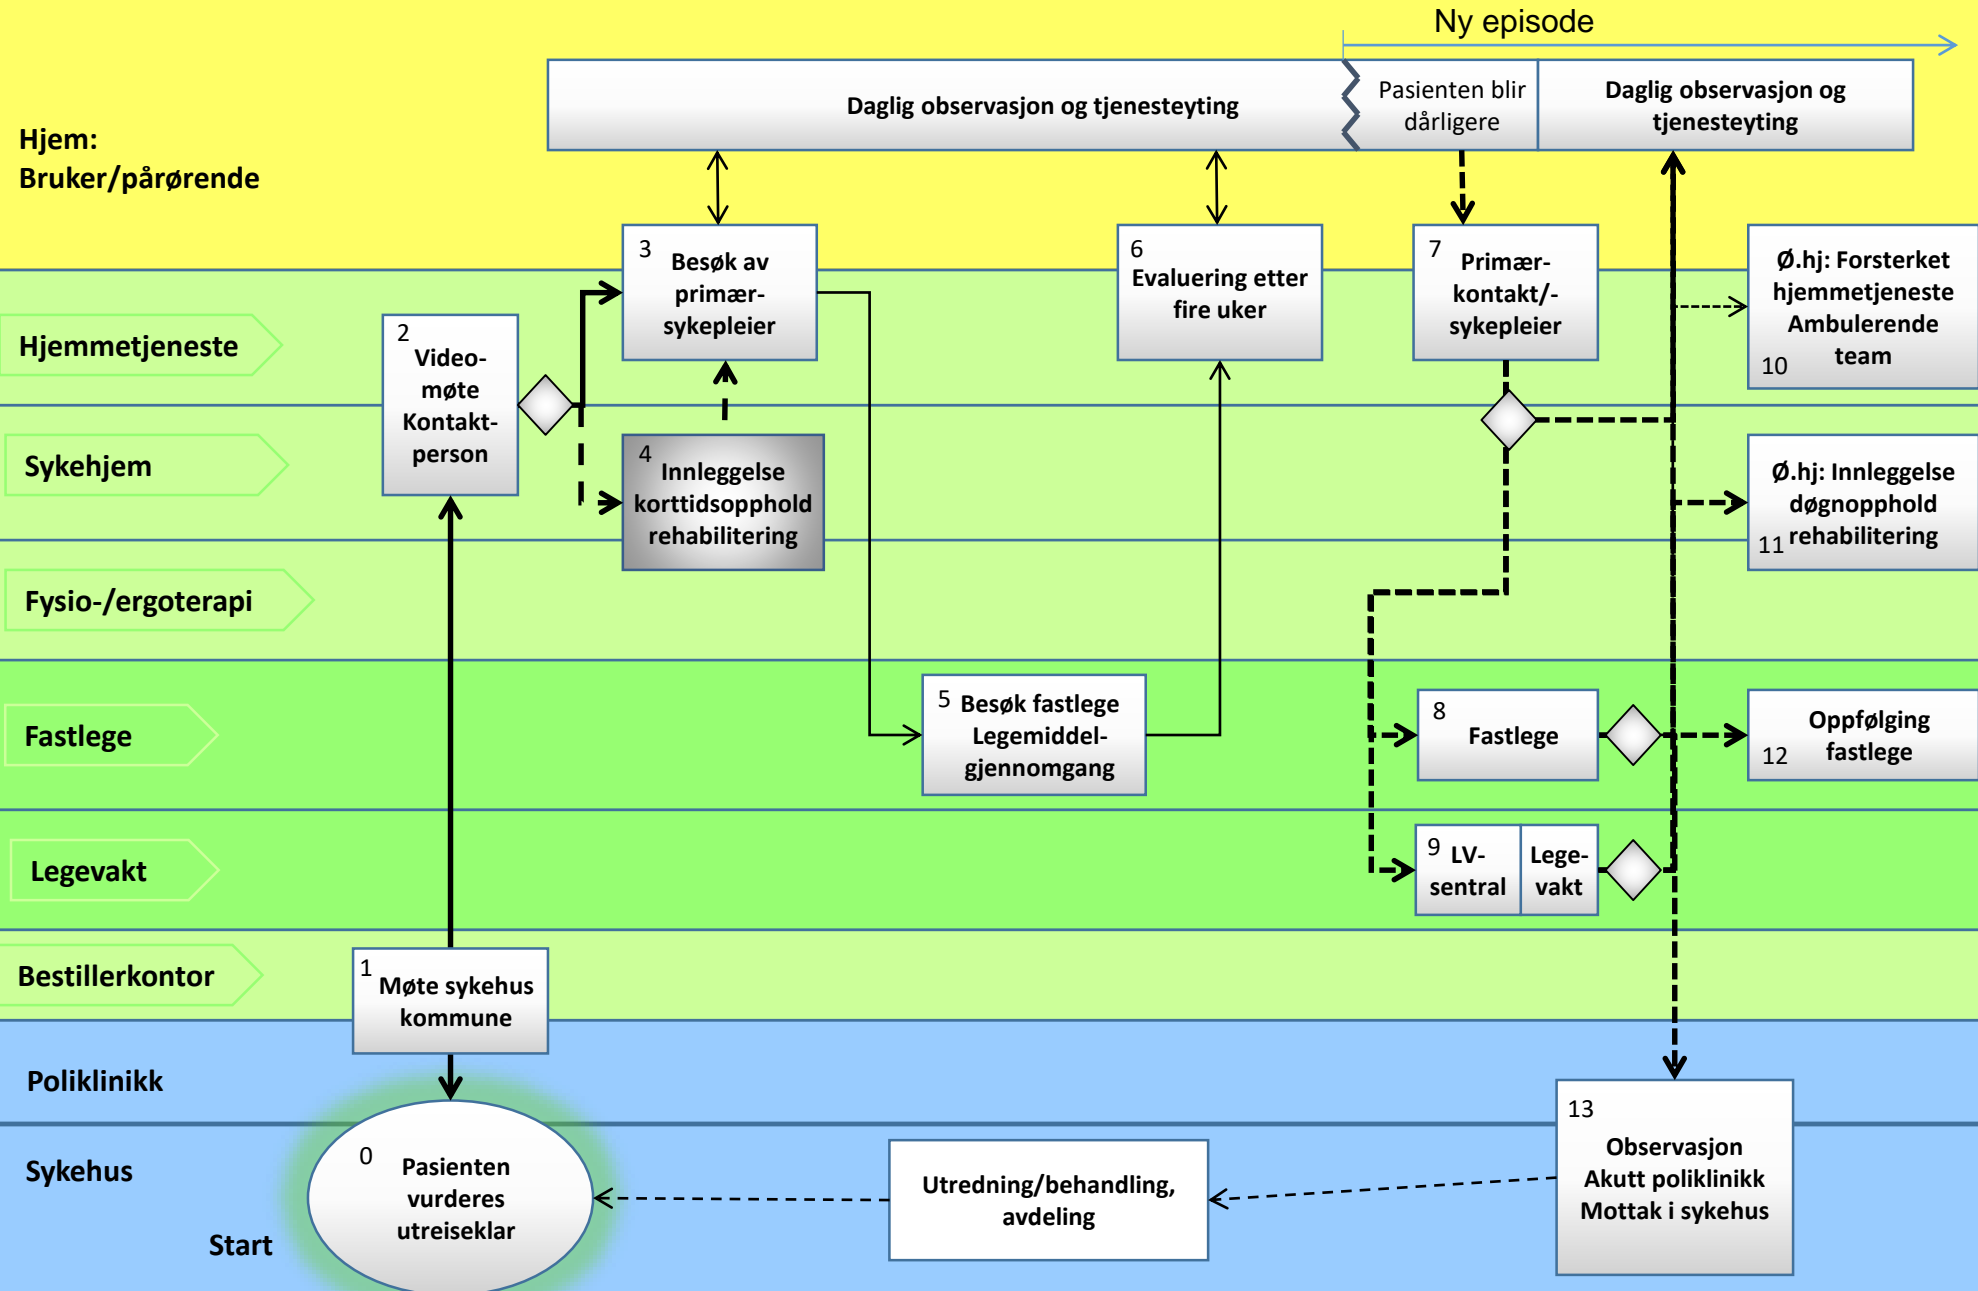 Ny episode
Daglig observasjon og tjenesteyting
Pasienten blir
dårligere
Daglig observasjon og
tjenesteyting
Hjem:
Bruker/pårørende
3
Besøk av
primær-
sykepleier
6
Evaluering etter
fire uker
7
Primær-
kontakt/-
sykepleier
Ø.hj: Forsterket
hjemmetjeneste
Ambulerende
team
10
Hjemmetjeneste
2
Video-
møte
Kontakt-
person
Sykehjem
4
Innleggelse
korttidsopphold
rehabilitering
Ø.hj: Innleggelse
døgnopphold
rehabilitering
11
Fysio-/ergoterapi
Fastlege
5
Besøk fastlege
Legemiddel-
gjennomgang
8
Fastlege
Oppfølging
fastlege
12
Legevakt
9
LV-
sentral
Lege-
vakt
Bestillerkontor
1
Møte sykehus
kommune
Poliklinikk
Sykehus
Start
0
Pasienten
vurderes
utreiseklar
Utredning/behandling,
avdeling
13
Observasjon
Akutt poliklinikk
Mottak i sykehus